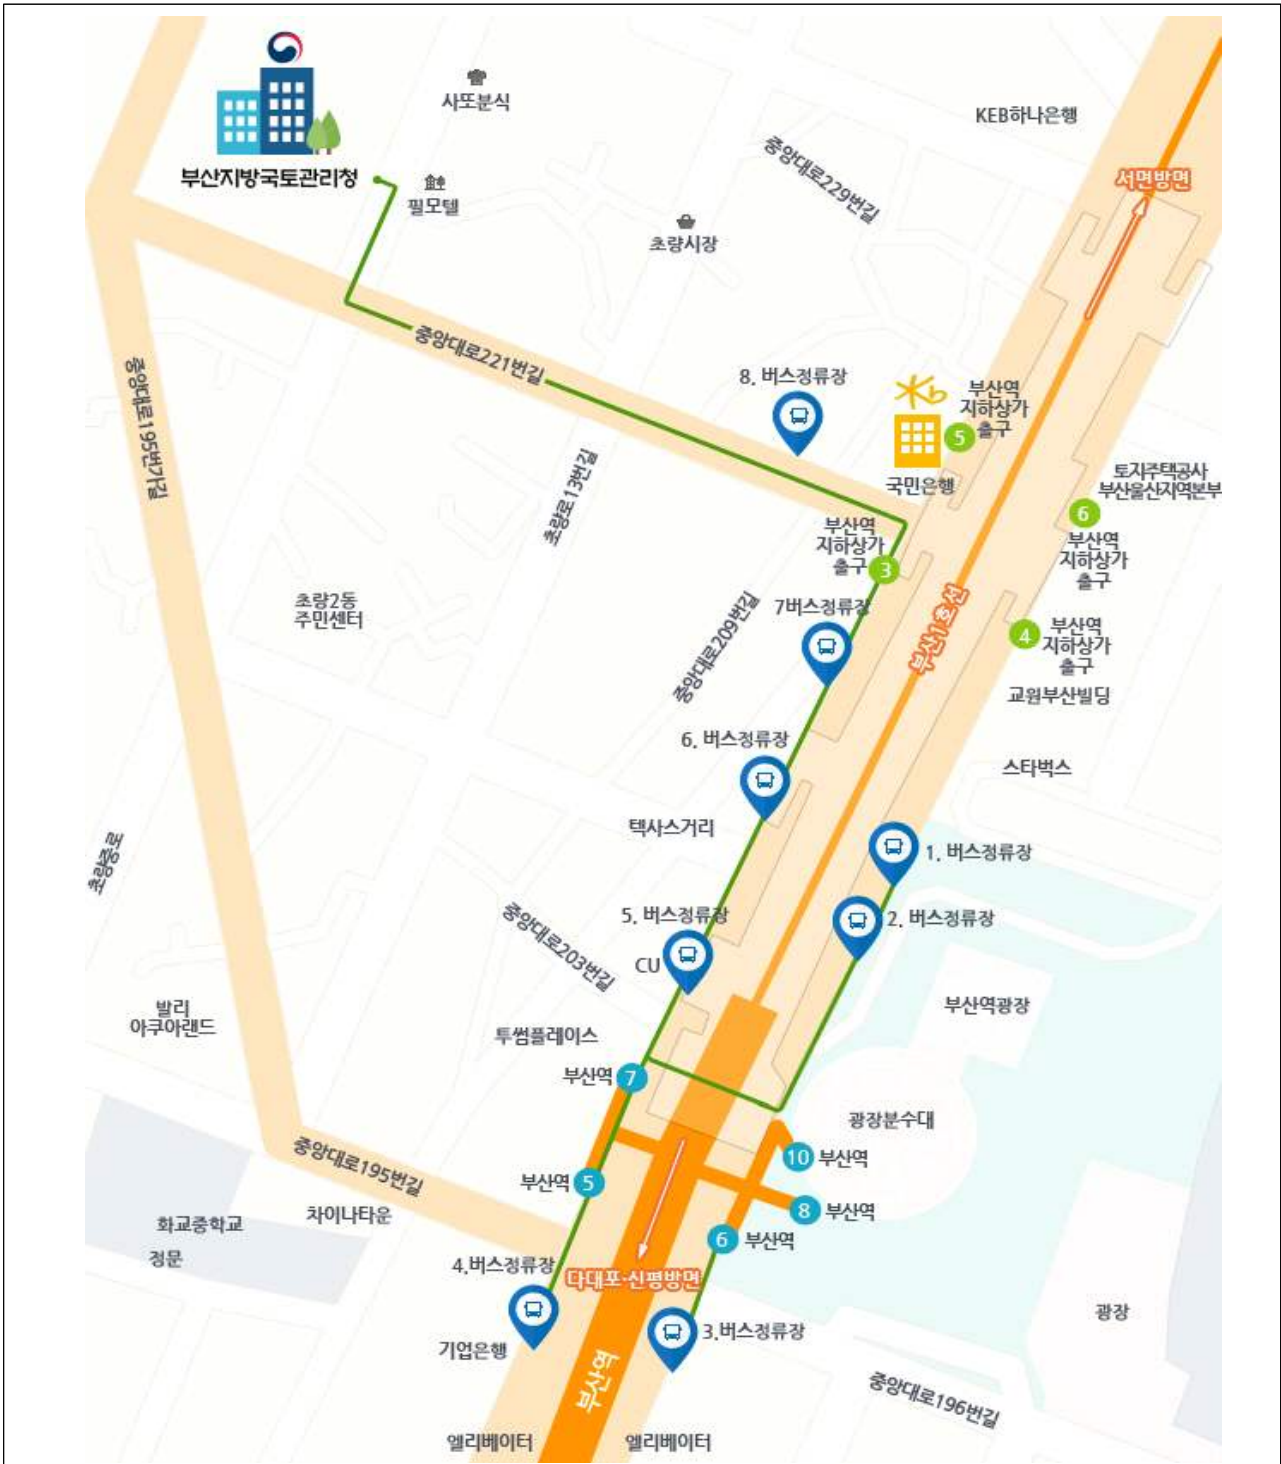 사또분식
KEB하나은행
중앙대로229번길
서면방면
부산지방국토관리청
필모텔
초량시장
중앙대로221번길
8. 버스정류장
중앙대로195번가길
부산역
지하상가
출구
5
국민은행
토지주택공사
부산울산지역본부
6
부산역
지하상가
출구
초량로13번길
부산역
지하상가
출구 3
초량2동
주민센터
중앙대로209번길
7버스정류장
부산1호선
4
부산역
지하상가
출구
교원부산빌딩
6. 버스정류장
스타벅스
텍사스거리
초량중로
1. 버스정류장
5. 버스정류장
2. 버스정류장
중앙대로203번길
CU
발리
아쿠아랜드
부산역광장
투썸플레이스
부산역 7
광장분수대
중앙대로195번길
10 부산역
부산역 5
8 부산역
차이나타운
화교중학교
정문
6 부산역
4.버스정류장
다대포·신평방면
광장
기업은행
3.버스정류장
부산역
중앙대로196번길
엘리베이터
엘리베이터